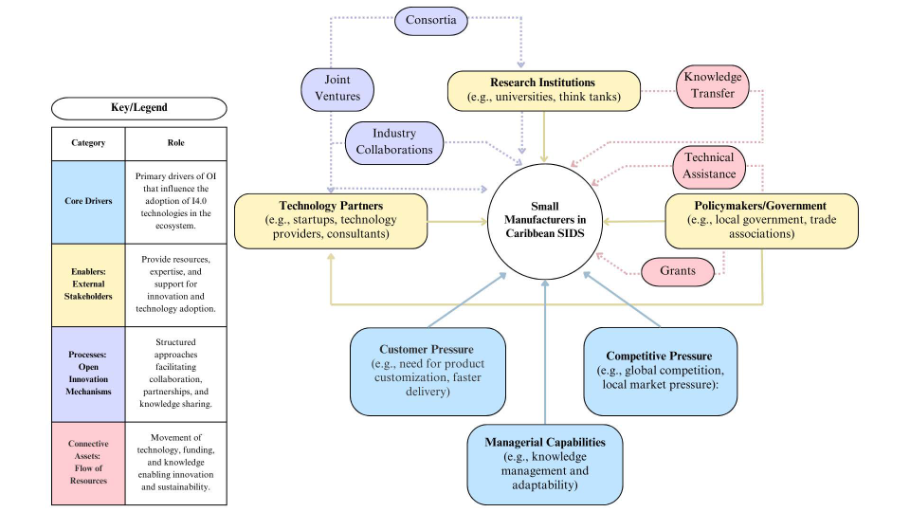 Consortia
Joint
Ventures
Research Institutions
(e.g., universities, think tanks)
Knowledge
Transfer
Industry
Collaborations
Technical
Assistance
Key/Legend
Category
Role
Core Drivers
Primary drivers of OI
that influence the
adoption of I4.0
technologies in the
ecosystem.
Enablers:
External
Stakeholders
Provide resources,
expertise, and
support for
innovation and
technology adoption.
Processes:
Open
Innovation
Mechanisms
Structured
approaches
facilitating
collaboration,
partnerships, and
knowledge sharing.
Connective
Assets:
Flow of
Resources
Movement of
technology, funding,
and knowledge
enabling innovation
and sustainability.
Technology Partners
(e.g., startups, technology
providers, consultants)
Small
Manufacturers in
Caribbean SIDS
Policymakers/Government
(e.g., local government, trade
associations)
Grants
Customer Pressure
(e.g., need for product
customization, faster
delivery)
Competitive Pressure
(e.g., global competition,
local market pressure):
Managerial Capabilities
(e.g., knowledge
management and
adaptability)